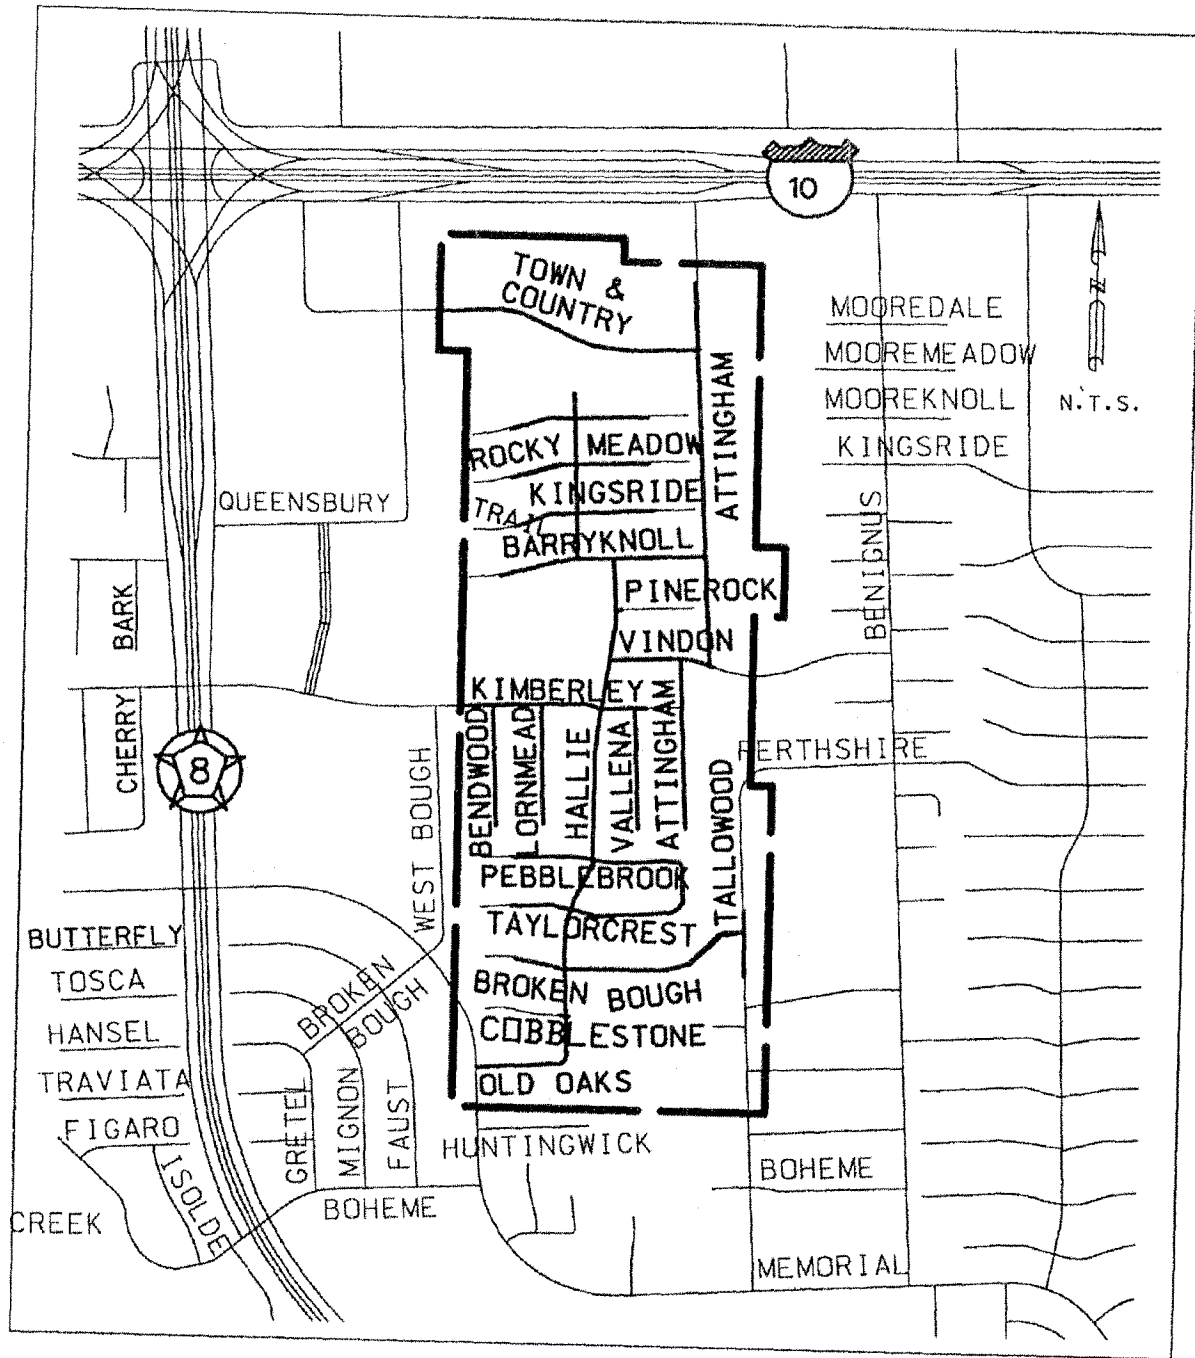 10
TOWN &
COUNTRY
MOOREDALE
MOOREMEADOW
MOOREKNOLL
N.T.S.
KINGSRIDE
ATTINGHAM
ROCKY MEADOW
KINGSRIDE
QUEENSBURY
TRAIL
BARRYKNOLL
BENIGNUS
PINEROCK
BARK
VINDON
KIMBERLEY
CHERRY
8
WEST BOUGH
BENDWOOD
LORNMEAD
HALLIE
VALLENA
ATTINGHAM
PERTHSHIRE
TALLOWOOD
PEBBLEBROOK
TAYLORCREST
BUTTERFLY
TOSCA
BROKEN
BOUGH
BROKEN BOUGH
HANSEL
COBBLESTONE
TRAVIATA
OLD OAKS
FIGARO
GRETEL
MIGNON
FAUST
HUNTINGWICK
ISOLDE
BOHEME
CREEK
BOHEME
MEMORIAL